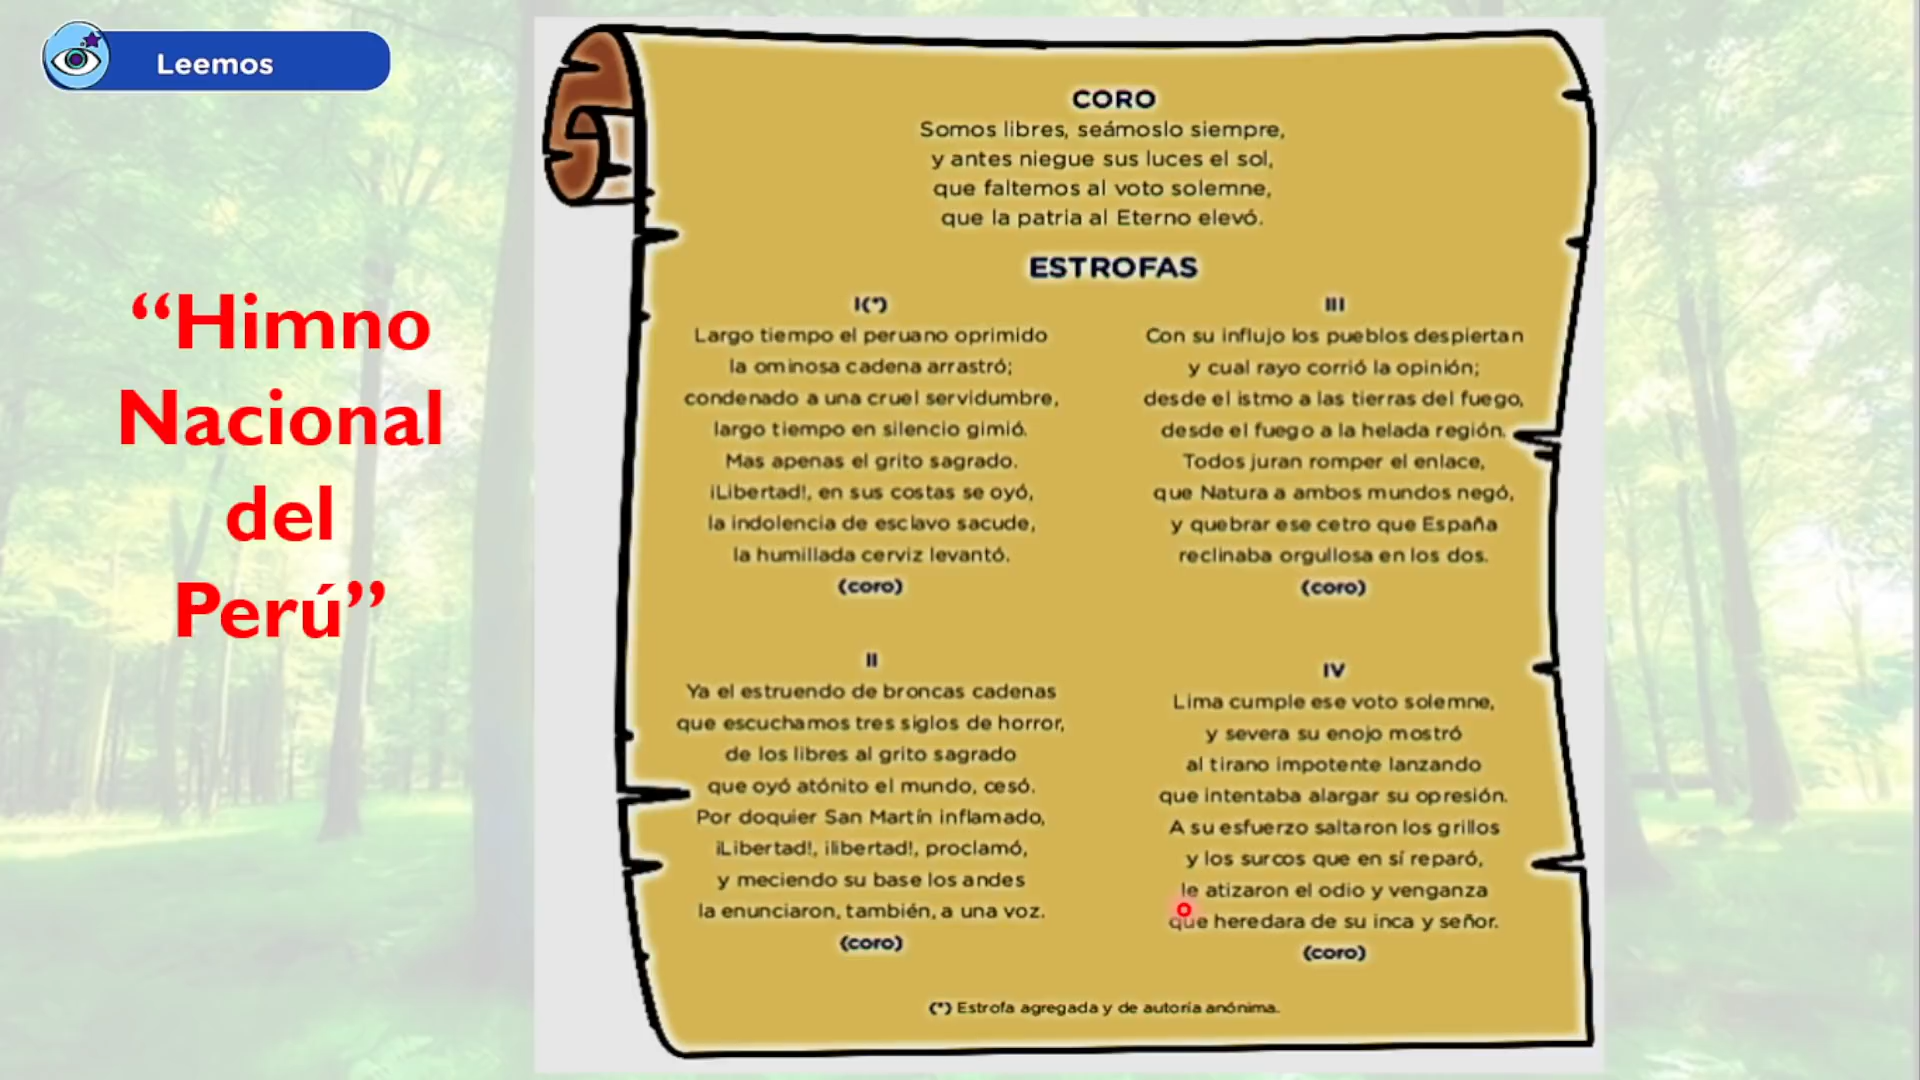 Leemos
“Himno
Nacional
del
Perú”
CORO
Somos libres, seámoslo siempre,
y antes niegue sus luces el sol,
que faltemos al voto solemne,
que la patria al Eterno elevó.
ESTROFAS
I(*)
Largo tiempo el peruano oprimido
la ominosa cadena arrastró;
condenado a una cruel servidumbre,
largo tiempo en silencio gimió.
Mas apenas el grito sagrado.
¡Libertad!, en sus costas se oyó,
la indolencia de esclavo sacude,
la humillada cerviz levantó.
(coro)
II
Ya el estruendo de broncas cadenas
que escuchamos tres siglos de horror,
de los libres al grito sagrado
que oyó atónito el mundo, cesó.
Por doquier San Martín inflamado,
¡Libertad!, ¡libertad!, proclamó,
y meciendo su base los andes
la enunciaron, también, a una voz.
(coro)
III
Con su influjo los pueblos despiertan
y cual rayo corrió la opinión;
desde el istmo a las tierras del fuego,
desde el fuego a la helada región.
Todos juran romper el enlace,
que Natura a ambos mundos negó,
y quebrar ese cetro que España
reclinaba orgullosa en los dos.
(coro)
IV
Lima cumple ese voto solemne,
y severa su enojo mostró
al tirano impotente lanzando
que intentaba alargar su opresión.
A su esfuerzo saltaron los grillos
y los surcos que en sí reparó,
le atizaron el odio y venganza
que heredara de su inca y señor.
(coro)
(*) Estrofa agregada y de autoría anónima.